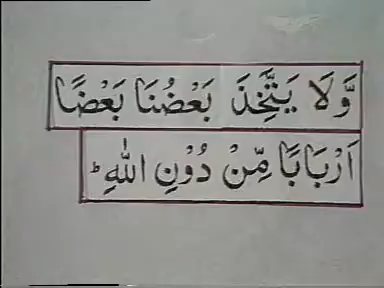 وَّلَا يَتَّخِذَ بَعْضُنَا بَعْضًا
اَرْبَابًا مِّنْ دُوْنِ اللّٰهِ ؕ